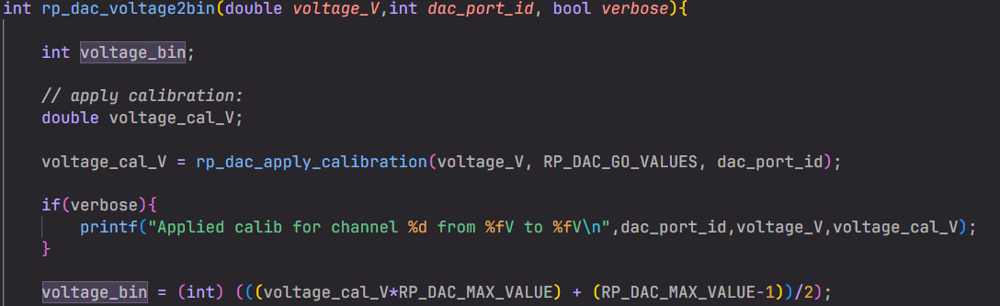 int rp_dac_voltage2bin(double voltage_V,int dac_port_id, bool verbose){
int voltage_bin;
// apply calibration:
double voltage_cal_V;
voltage_cal_V = rp_dac_apply_calibration(voltage_V, RP_DAC_GO_VALUES, dac_port_id);
if(verbose){
printf("Applied calib for channel %d from %fV to %fV\n",dac_port_id,voltage_V,voltage_cal_V);
}
voltage_bin = (int) (((voltage_cal_V*RP_DAC_MAX_VALUE) + (RP_DAC_MAX_VALUE-1))/2);